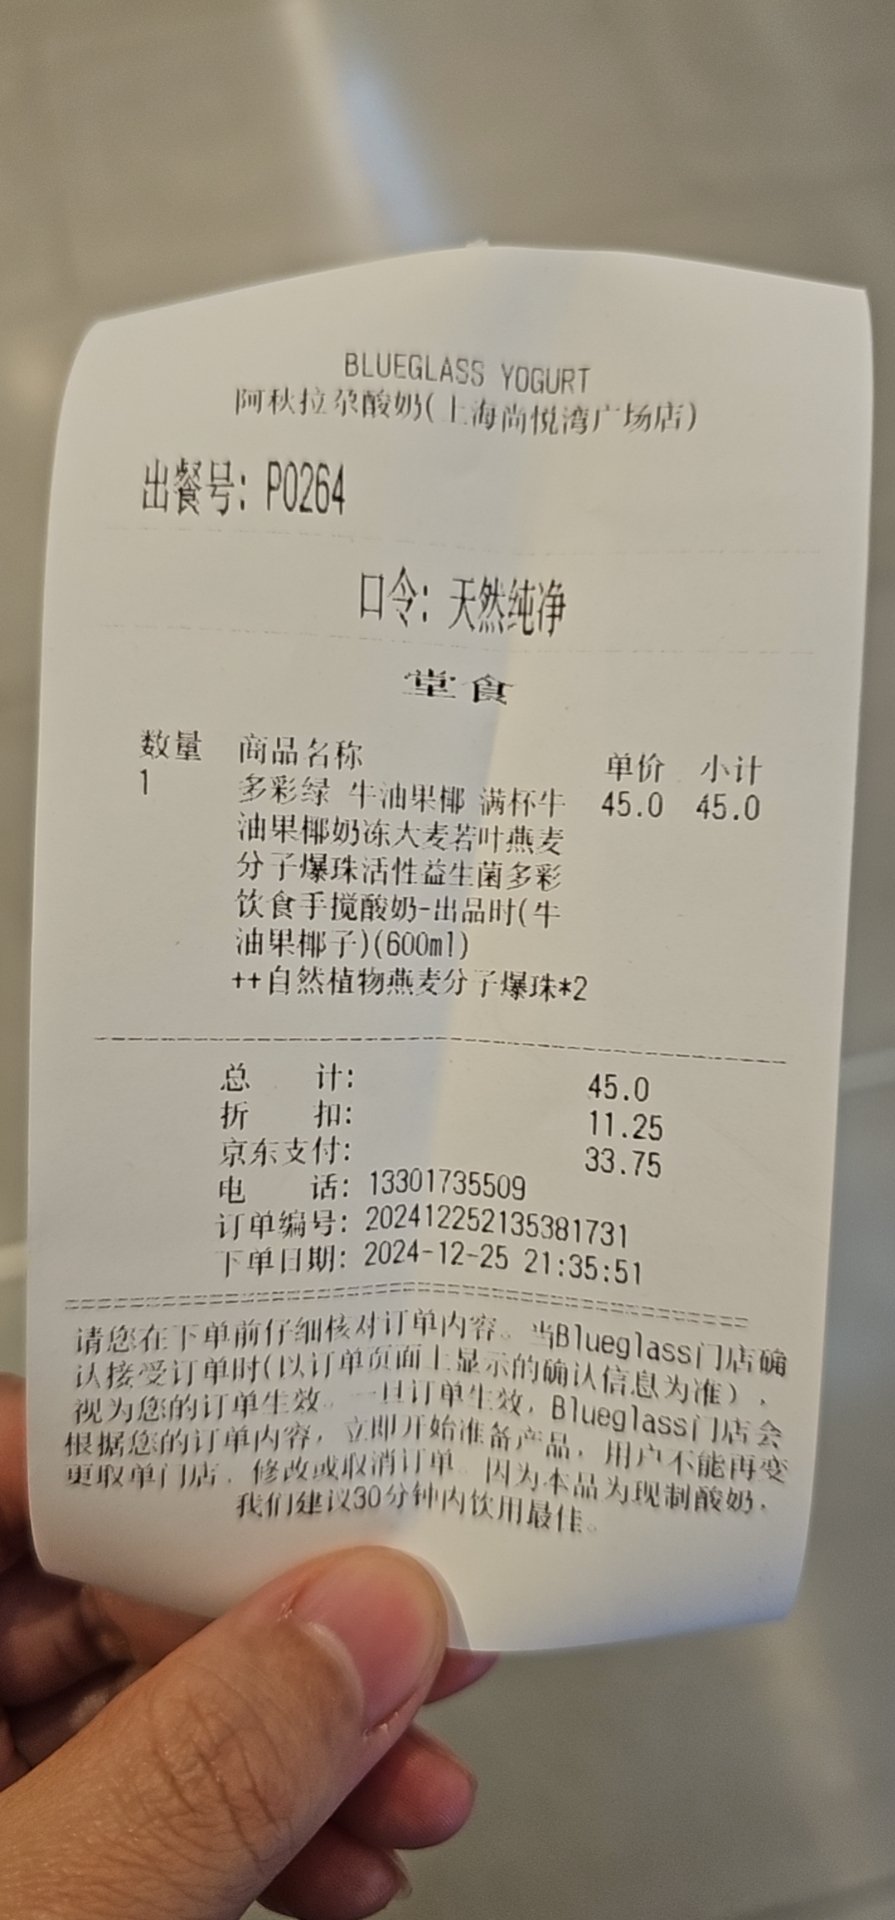 BLUEGLASS YOGURT
阿秋拉尕酸奶(上海尚悦湾广场店)
出餐号: P0264
口令: 天然纯净
堂食
数量 商品名称 单价 小计
1 多彩绿 牛油果椰 满杯牛 45.0 45.0
油果椰奶冻大麦若叶燕麦
分子爆珠活性益生菌多彩
饮食手搅酸奶-出品时(牛
油果椰子)(600ml)
++自然植物燕麦分子爆珠*2
总 计: 45.0
折 扣: 11.25
京东支付: 33.75
电 话: 13301735509
订单编号: 202412252135381731
下单日期: 2024-12-25 21:35:51
请您在下单前仔细核对订单内容。当Blueglass门店确
认接受订单时(以订单页面上显示的确认信息为准),
视为您的订单生效。一旦订单生效,Blueglass门店会
根据您的订单内容,立即开始准备产品,用户不能再变
更取单门店、修改或取消订单。因为本品为现制酸奶,
我们建议30分钟内饮用最佳。